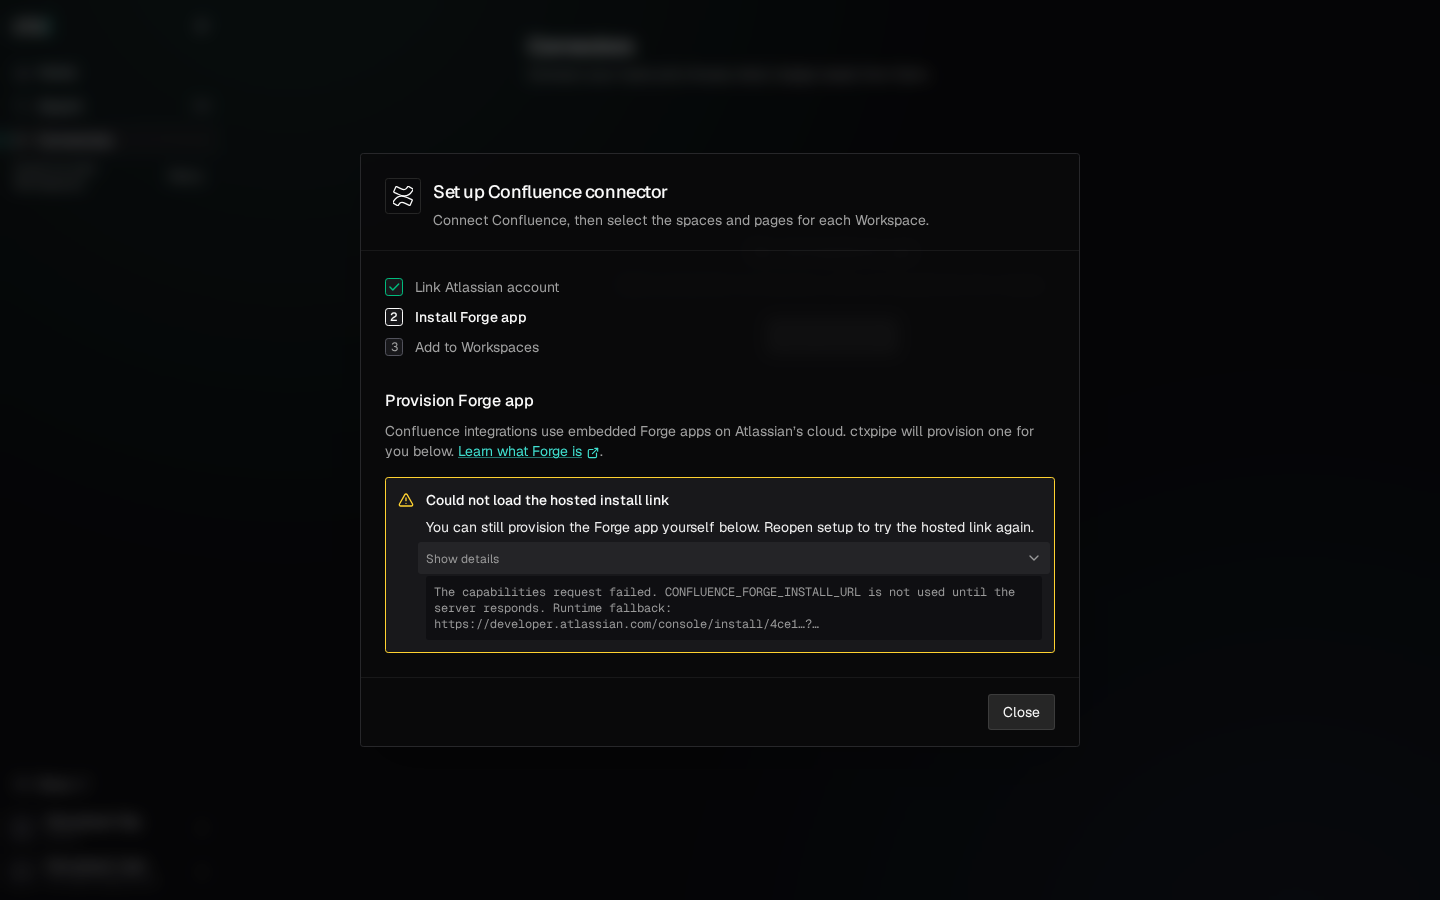 Set up Confluence connector
Connect Confluence, then select the spaces and pages for each Workspace.
Link Atlassian account
2 Install Forge app
3 Add to Workspaces
Provision Forge app
Confluence integrations use embedded Forge apps on Atlassian's cloud. ctxpipe will provision one for
you below. Learn what Forge is .
Could not load the hosted install link
You can still provision the Forge app yourself below. Reopen setup to try the hosted link again.
Show details
The capabilities request failed. CONFLUENCE_FORGE_INSTALL_URL is not used until the
server responds. Runtime fallback:
https://developer.atlassian.com/console/install/4ce1…?…
Close